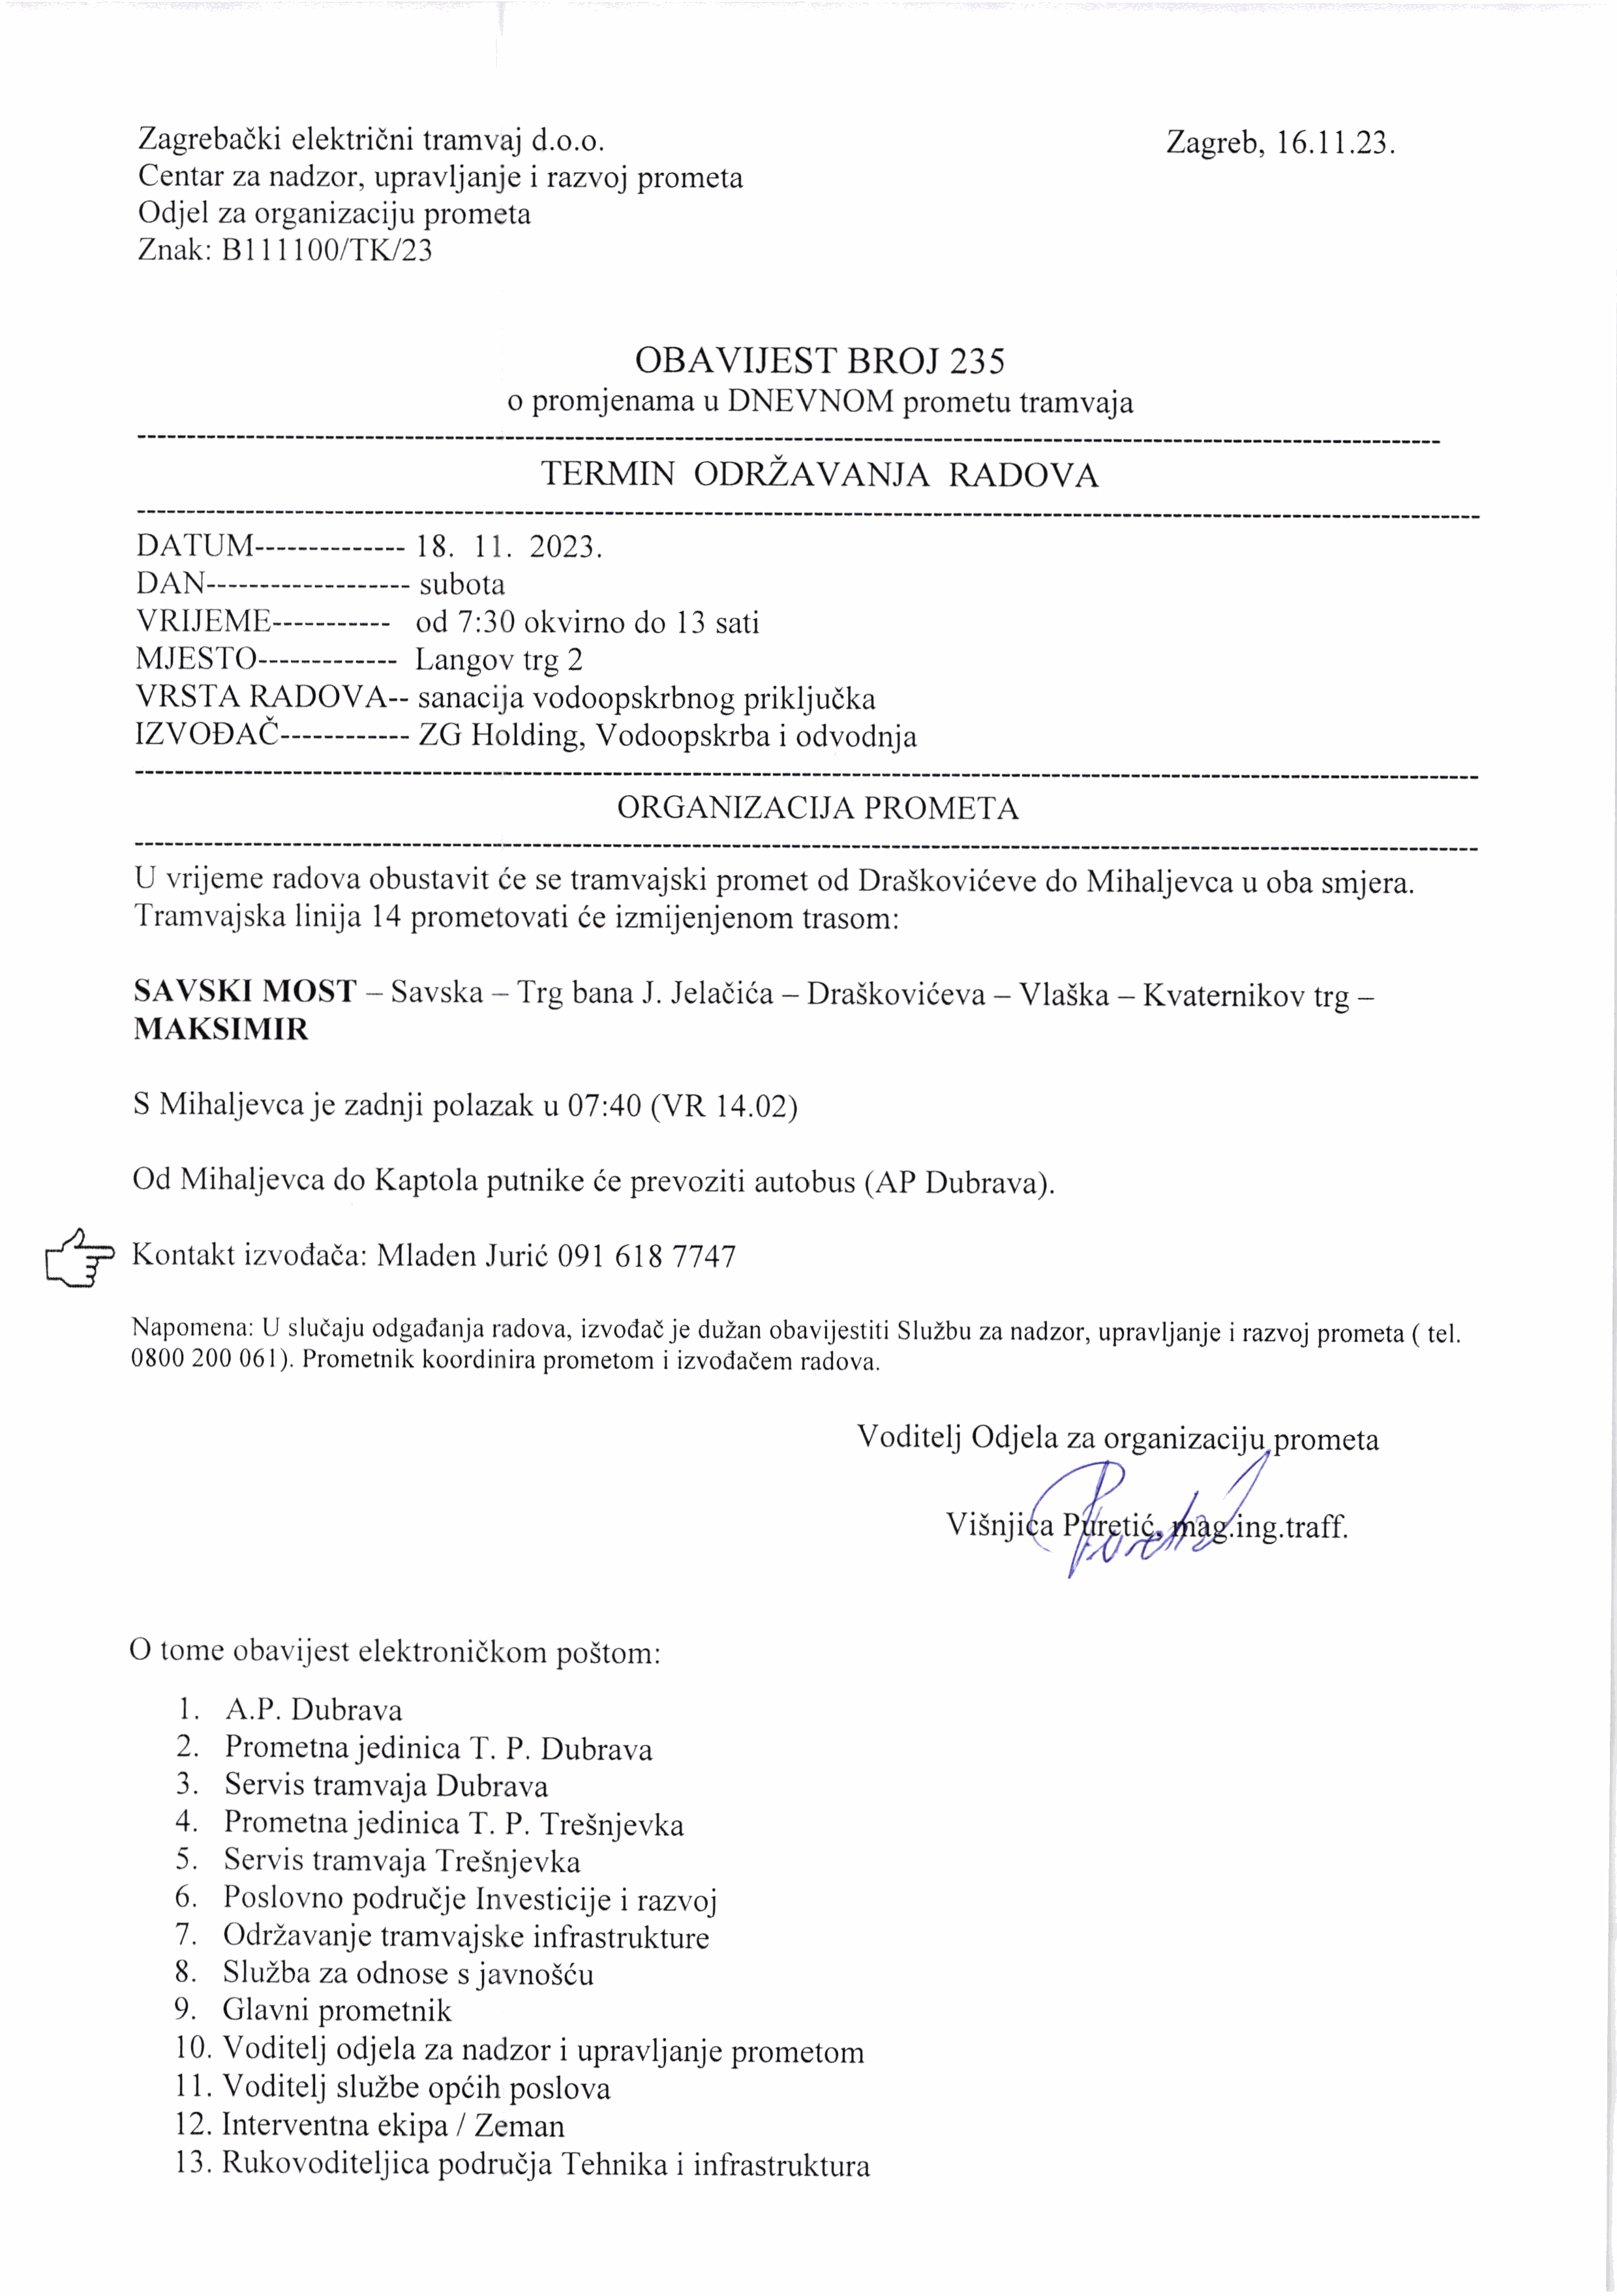 Zagrebački električni tramvaj d.o.o.
Zagreb, 16.11.23.
Centar za nadzor, upravljanje i razvoj prometa
Odjel za organizaciju prometa
Znak: B111100/TK/23
OBAVIJEST BROJ 235
o promjenama u DNEVNOM prometu tramvaja
TERMIN ODRŽAVANJA RADOVA
DATUM-------------- 18. 11. 2023.
DAN------------------- subota
VRIJEME----------- od 7:30 okvirno do 13 sati
MJESTO------------- Langov trg 2
VRSTA RADOVA-- sanacija vodoopskrbnog priključka
IZVOĐAČ------------ ZG Holding, Vodoopskrba i odvodnja
ORGANIZACIJA PROMETA
U vrijeme radova obustavit će se tramvajski promet od Draškovićeve do Mihaljevca u oba smjera.
Tramvajska linija 14 prometovati će izmijenjenom trasom:
SAVSKI MOST – Savska – Trg bana J. Jelačića – Draškovićeva – Vlaška – Kvaternikov trg –
MAKSIMIR
S Mihaljevca je zadnji polazak u 07:40 (VR 14.02)
Od Mihaljevca do Kaptola putnike će prevoziti autobus (AP Dubrava).
Kontakt izvođača: Mladen Jurić 091 618 7747
Napomena: U slučaju odgađanja radova, izvođač je dužan obavijestiti Službu za nadzor, upravljanje i razvoj prometa ( tel.
0800 200 061). Prometnik koordinira prometom i izvođačem radova.
Voditelj Odjela za organizaciju prometa
Višnjica Puretić, mag.ing.traff.
O tome obavijest elektroničkom poštom:
1. A.P. Dubrava
2. Prometna jedinica T. P. Dubrava
3. Servis tramvaja Dubrava
4. Prometna jedinica T. P. Trešnjevka
5. Servis tramvaja Trešnjevka
6. Poslovno područje Investicije i razvoj
7. Održavanje tramvajske infrastrukture
8. Služba za odnose s javnošću
9. Glavni prometnik
10. Voditelj odjela za nadzor i upravljanje prometom
11. Voditelj službe općih poslova
12. Interventna ekipa / Zeman
13. Rukovoditeljica područja Tehnika i infrastruktura